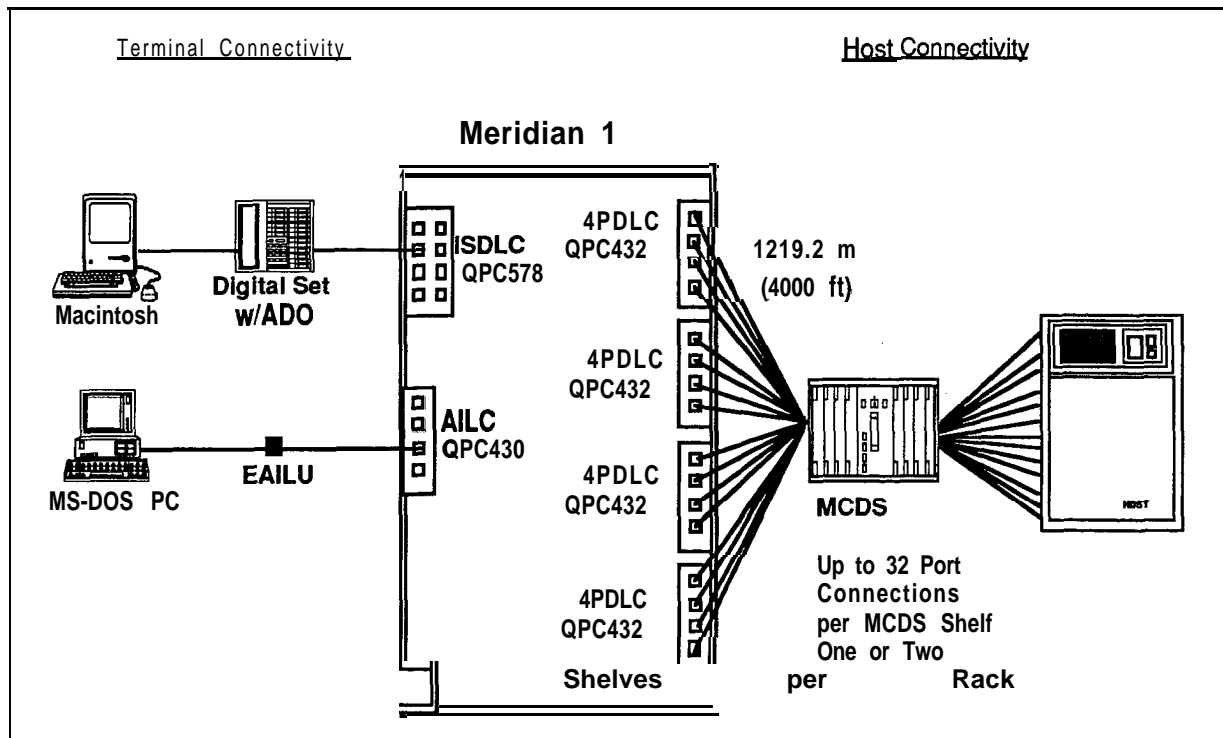 Terminal Connectivity
Host Connectivity
Meridian 1
Macintosh
Digital Set
w/ADO
ISDLC
QPC578
MS-DOS PC
EAILU
AILC
QPC430
4PDLC
QPC432
4PDLC
QPC432
4PDLC
QPC432
4PDLC
QPC432
1219.2 m
(4000 ft)
MCDS
HOST
Up to 32 Port
Connections
per MCDS Shelf
One or Two
Shelves per Rack